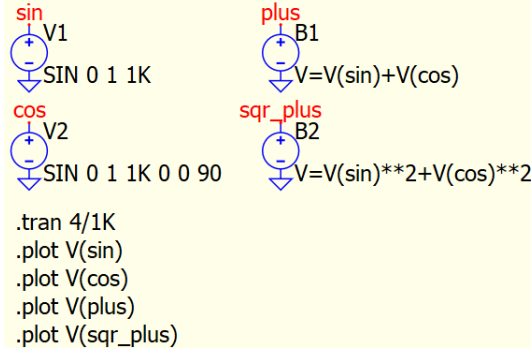 sin
V1
SIN 0 1 1K
plus
B1
V=V(sin)+V(cos)
cos
V2
SIN 0 1 1K 0 0 90
sqr_plus
B2
V=V(sin)**2+V(cos)**2
.tran 4/1K
.plot V(sin)
.plot V(cos)
.plot V(plus)
.plot V(sqr_plus)